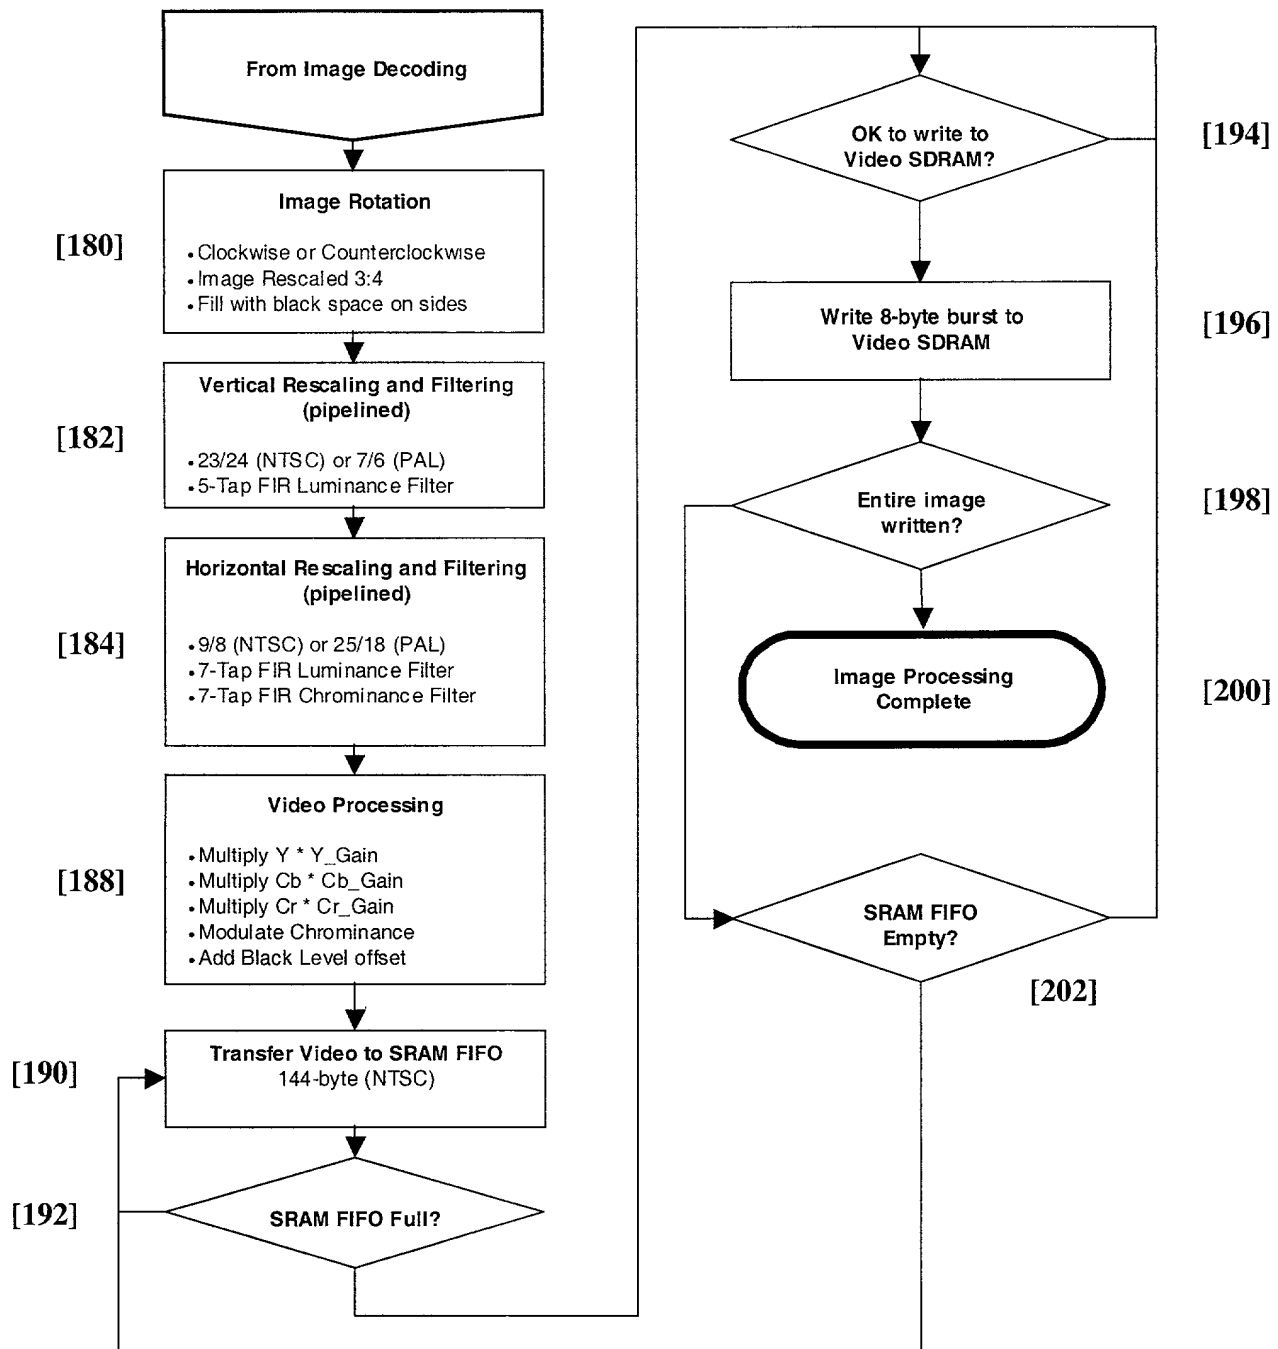 From Image Decoding
[180]
Image Rotation
• Clockwise or Counterclockwise
• Image Rescaled 3:4
• Fill with black space on sides
[182]
Vertical Rescaling and Filtering
(pipelined)
• 23/24 (NTSC) or 7/6 (PAL)
• 5-Tap FIR Luminance Filter
[184]
Horizontal Rescaling and Filtering
(pipelined)
• 9/8 (NTSC) or 25/18 (PAL)
• 7-Tap FIR Luminance Filter
• 7-Tap FIR Chrominance Filter
[188]
Video Processing
• Multiply Y * Y_Gain
• Multiply Cb * Cb_Gain
• Multiply Cr * Cr_Gain
• Modulate Chrominance
• Add Black Level offset
[190]
Transfer Video to SRAM FIFO
144-byte (NTSC)
[192]
SRAM FIFO Full?
OK to write to
Video SDRAM?
[194]
Write 8-byte burst to
Video SDRAM
[196]
Entire image
written?
[198]
Image Processing
Complete
[200]
SRAM FIFO
Empty?
[202]